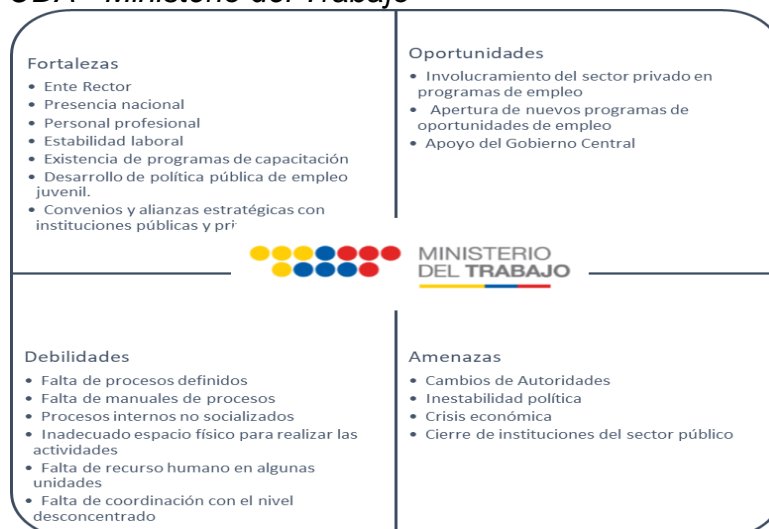 Ministerio del Trabajo
Fortalezas
• Ente Rector
• Presencia nacional
• Personal profesional
• Estabilidad laboral
• Existencia de programas de capacitación
• Desarrollo de política pública de empleo
juvenil.
• Convenios y alianzas estratégicas con
instituciones públicas y
Oportunidades
• Involucramiento del sector privado en
programas de empleo
• Apertura de nuevos programas de
oportunidades de empleo
• Apoyo del Gobierno Central
MINISTERIO
DEL TRABAJO
Debilidades
• Falta de procesos definidos
• Falta de manuales de procesos
• Procesos internos no socializados
• Inadecuado espacio físico para realizar las
actividades
• Falta de recurso humano en algunas
unidades
• Falta de coordinación con el nivel
desconcentrado
Amenazas
• Cambios de Autoridades
• Inestabilidad política
• Crisis económica
• Cierre de instituciones del sector público